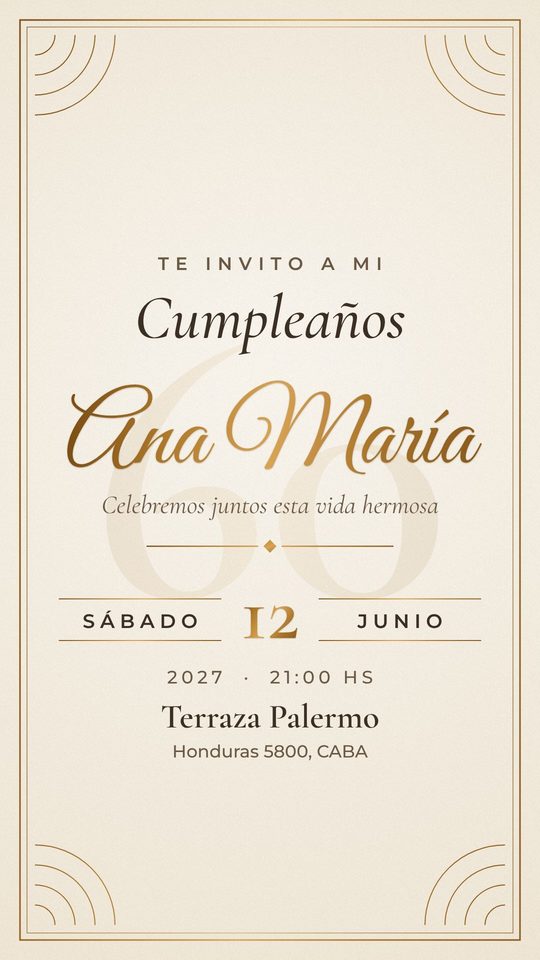 TE INVITO A MI
Cumpleaños
60
Ana María
Celebremos juntos esta vida hermosa
SÁBADO 12 JUNIO
2027 · 21:00 HS
Terraza Palermo
Honduras 5800, CABA